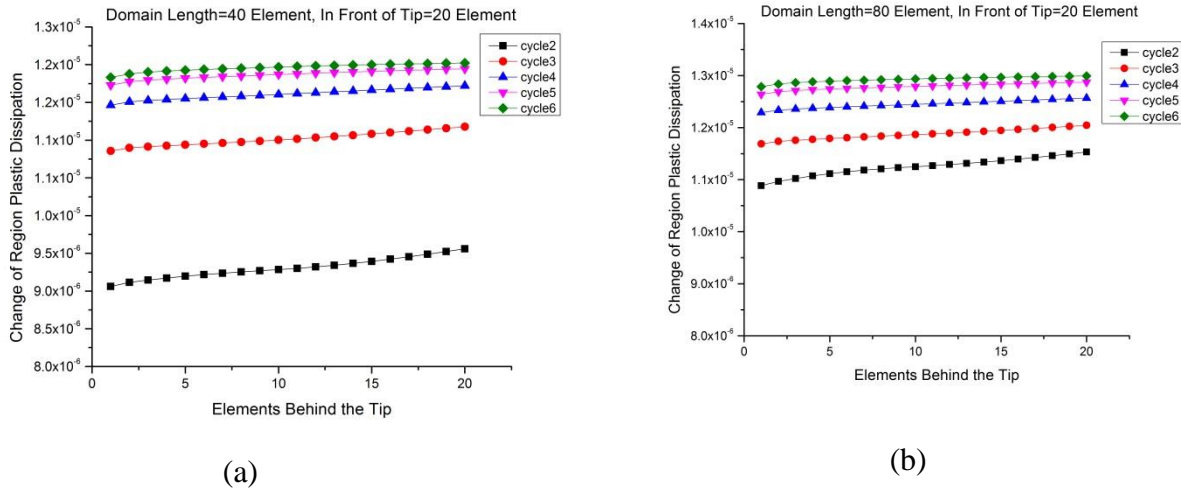 Domain Length=40 Element, In Front of Tip=20 Element
Change of Region Plastic Dissipation
1.3x10⁻⁵
1.2x10⁻⁵
1.2x10⁻⁵
1.1x10⁻⁵
1.1x10⁻⁵
1.0x10⁻⁵
9.5x10⁻⁶
9.0x10⁻⁶
8.5x10⁻⁶
8.0x10⁻⁶
0 5 10 15 20
Elements Behind the Tip
cycle2
cycle3
cycle4
cycle5
cycle6
(a)
Domain Length=80 Element, In Front of Tip=20 Element
Change of Region Plastic Dissipation
1.4x10⁻⁵
1.3x10⁻⁵
1.2x10⁻⁵
1.1x10⁻⁵
1.0x10⁻⁵
8.0x10⁻⁶
0 5 10 15 20
Elements Behind the Tip
cycle2
cycle3
cycle4
cycle5
cycle6
(b)